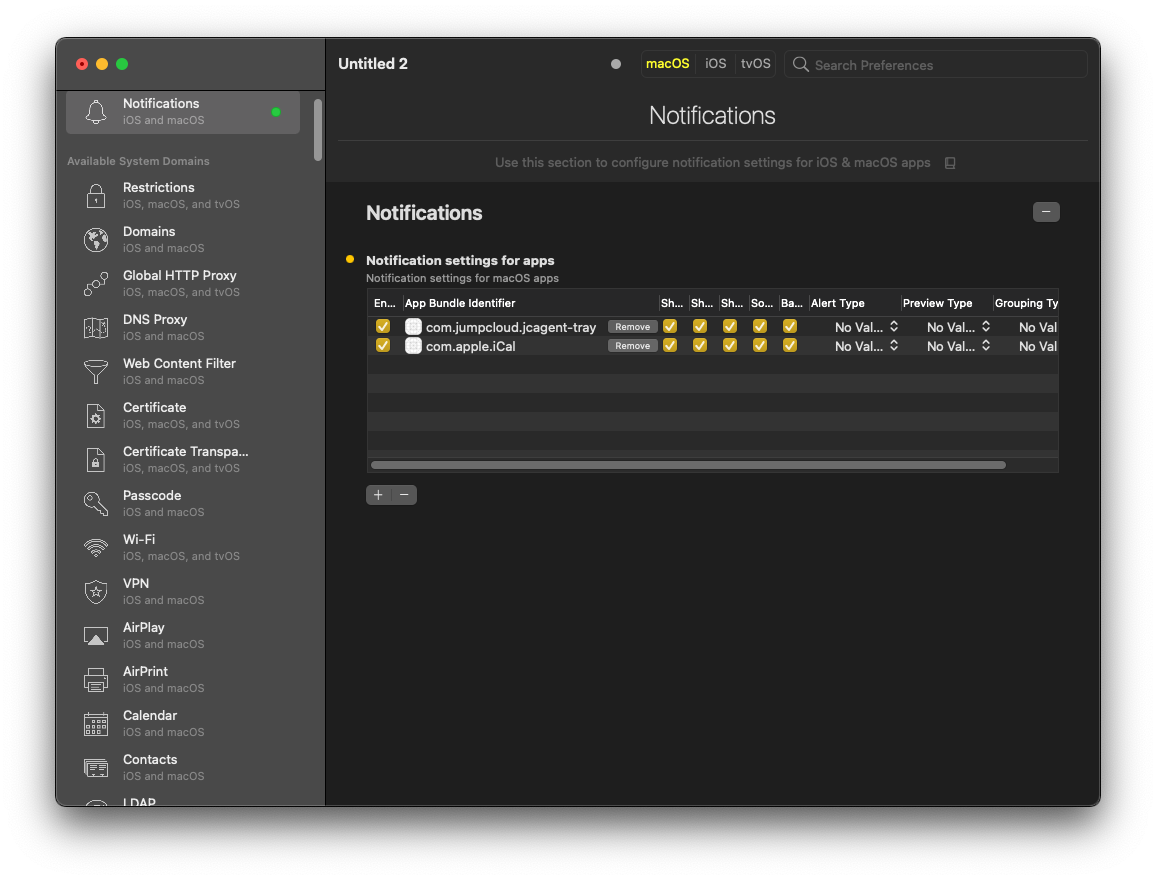 Untitled 2
macOS
iOS
tvOS
Search Preferences
Notifications
iOS and macOS
Available System Domains
Restrictions
iOS, macOS, and tvOS
Domains
iOS and macOS
Global HTTP Proxy
iOS, macOS, and tvOS
DNS Proxy
iOS and macOS
Web Content Filter
iOS and macOS
Certificate
iOS, macOS, and tvOS
Certificate Transpa...
iOS, macOS, and tvOS
Passcode
iOS and macOS
Wi-Fi
iOS, macOS, and tvOS
VPN
iOS and macOS
AirPlay
iOS and macOS
AirPrint
iOS and macOS
Calendar
iOS and macOS
Contacts
iOS and macOS
LDAP
Notifications
Use this section to configure notification settings for iOS & macOS apps
Notifications
Notification settings for apps
Notification settings for macOS apps
En... App Bundle Identifier Sh... Sh... Sh... So... Ba... Alert Type Preview Type Grouping Ty
com.jumpcloud.jcagent-tray Remove No Val... No Val... No Val
com.apple.iCal Remove No Val... No Val... No Val